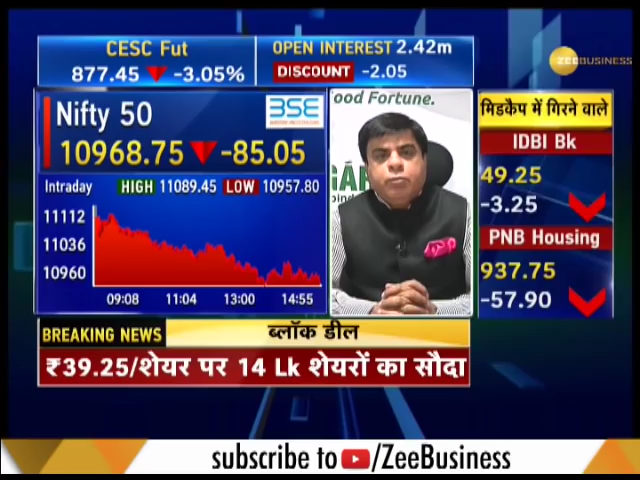 CESC Fut
877.45 -3.05%
OPEN INTEREST 2.42m
DISCOUNT -2.05
ZEEBUSINESS
Nifty 50
BSE
10968.75 -85.05
Intraday HIGH 11089.45 LOW 10957.80
11112
11036
10960
09:08 11:04 13:00 14:55
ood Fortune.
मिडकैप में गिरने वाले
IDBI Bk
49.25
-3.25
PNB Housing
937.75
-57.90
BREAKING NEWS
ब्लॉक डील
₹39.25/शेयर पर 14 Lk शेयरों का सौदा
subscribe to /ZeeBusiness